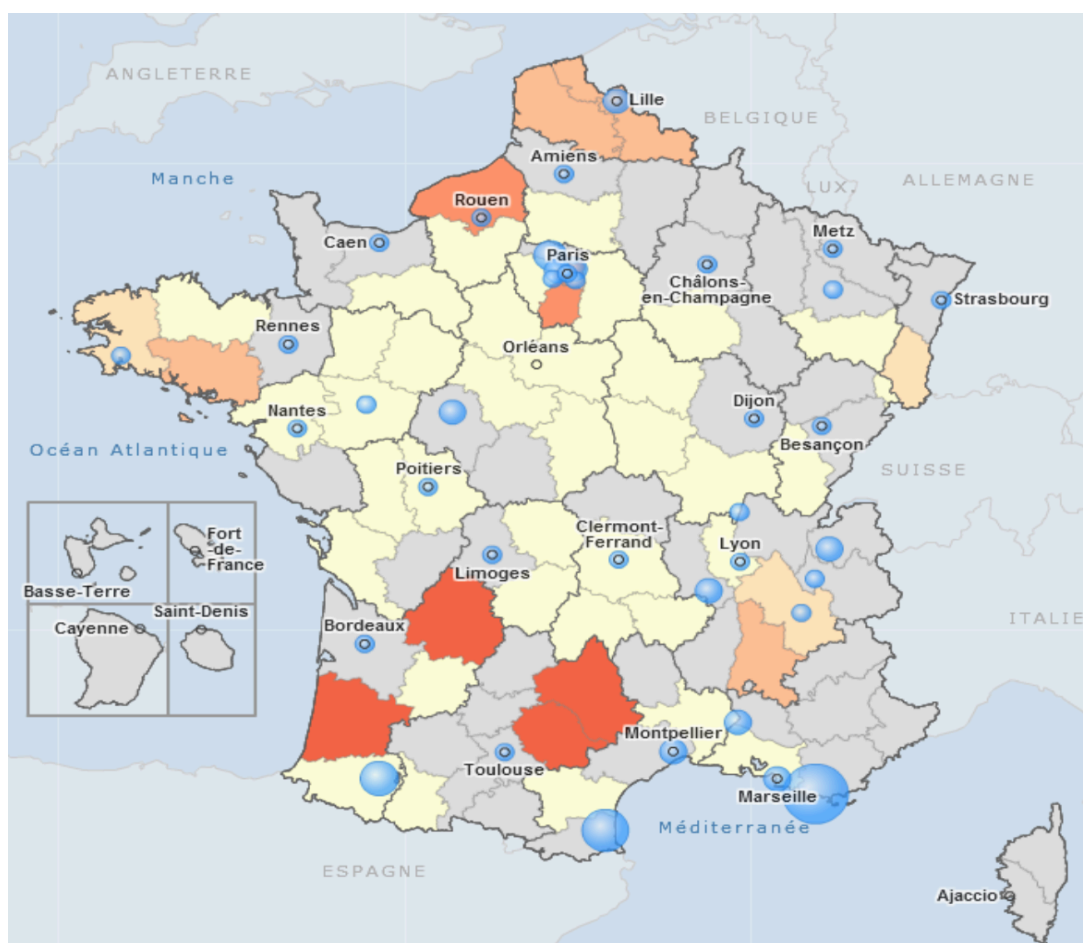 ANGLETERRE
Lille
BELGIQUE
Amiens
Manche
LUX.
ALLEMAGNE
Rouen
Caen
Metz
Paris
Châlons-
en-Champagne
Strasbourg
Rennes
Orléans
Nantes
Dijon
Océan Atlantique
Besançon
Poitiers
SUISSE
Clermont-
Ferrand
Lyon
Limoges
Fort
-de-
France
Basse-Terre
Saint-Denis
Cayenne
Bordeaux
ITALIE
Montpellier
Toulouse
Marseille
Méditerranée
ESPAGNE
Ajaccio